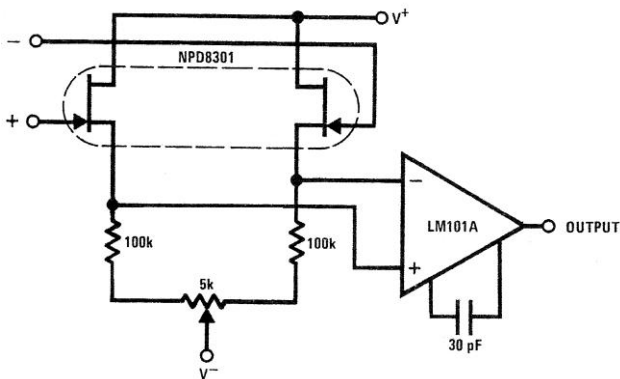 V+
−
NPD8301
+
−
LM101A
OUTPUT
100k
100k
+
5k
30 pF
V−